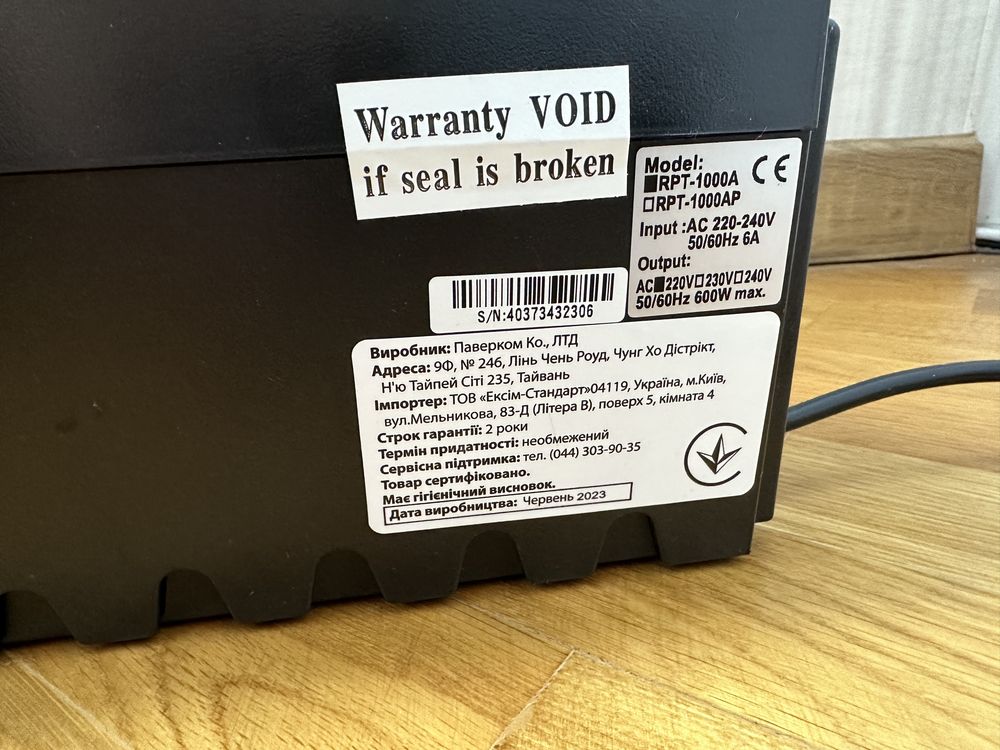 Warranty VOID
if seal is broken
Model:
■RPT-1000A
□RPT-1000AP
CE
Input :AC 220-240V
50/60Hz 6A
Output:
AC■220V□230V□240V
50/60Hz 600W max.
S/N:40373432306
Виробник: Паверком Ко., ЛТД
Адреса: 9Ф, № 246, Лінь Чень Роуд, Чунг Хо Дістрікт,
Н'ю Тайпей Сіті 235, Тайвань
Імпортер: ТОВ «Ексім-Стандарт»04119, Україна, м.Київ,
вул.Мельникова, 83-Д (Літера В), поверх 5, кімната 4
Строк гарантії: 2 роки
Термін придатності: необмежений
Сервісна підтримка: тел. (044) 303-90-35
Товар сертифіковано.
Має гігієнічний висновок.
Дата виробництва: Червень 2023